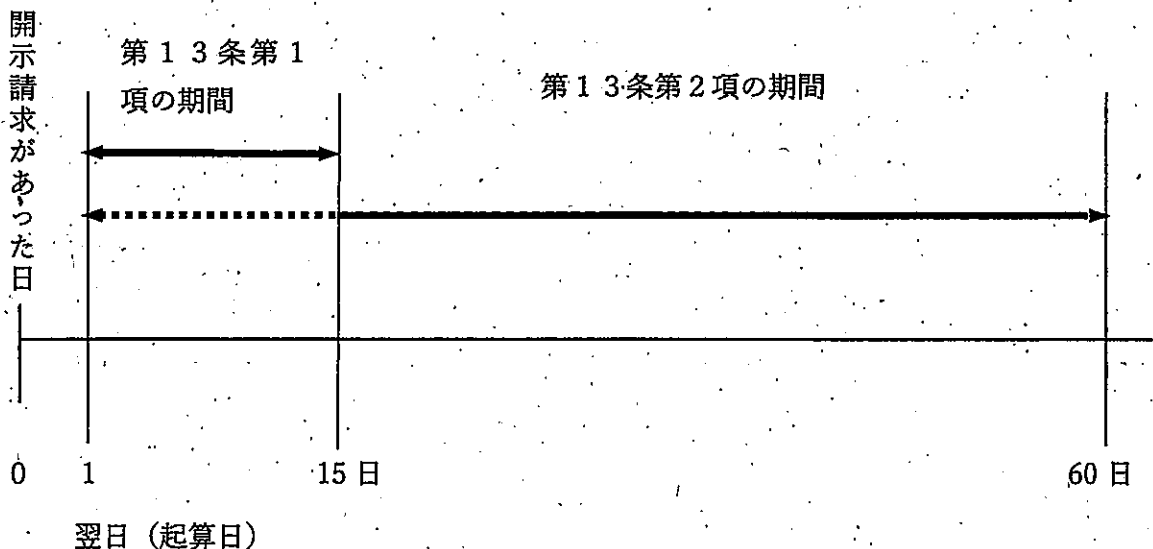 開示請求があった日
第13条第1
項の期間
第13条第2項の期間
0 1 15日 60日
翌日（起算日）